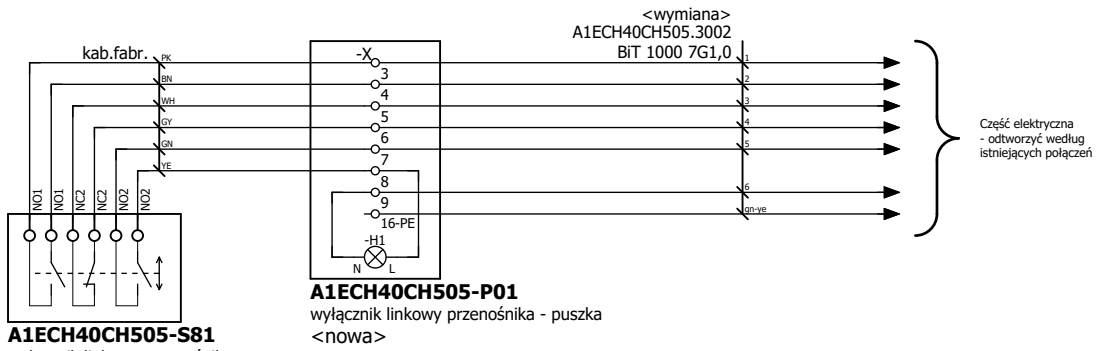 <wymiana>
A1ECH40CH505.3002
BiT 1000 7G1,0
kab.fabr.
-X
PK
BN
WH
GY
GN
YE
3
4
5
6
7
8
9
16-PE
1
2
3
4
5
6
gn-ye
Część elektryczna
- odtworzyć według
istniejących połączeń
NO1
NO1
NC2
NC2
NO2
NO2
-H1
N
L
A1ECH40CH505-P01
wyłącznik linkowy przenośnika - puszka
<nowa>
A1ECH40CH505-S81